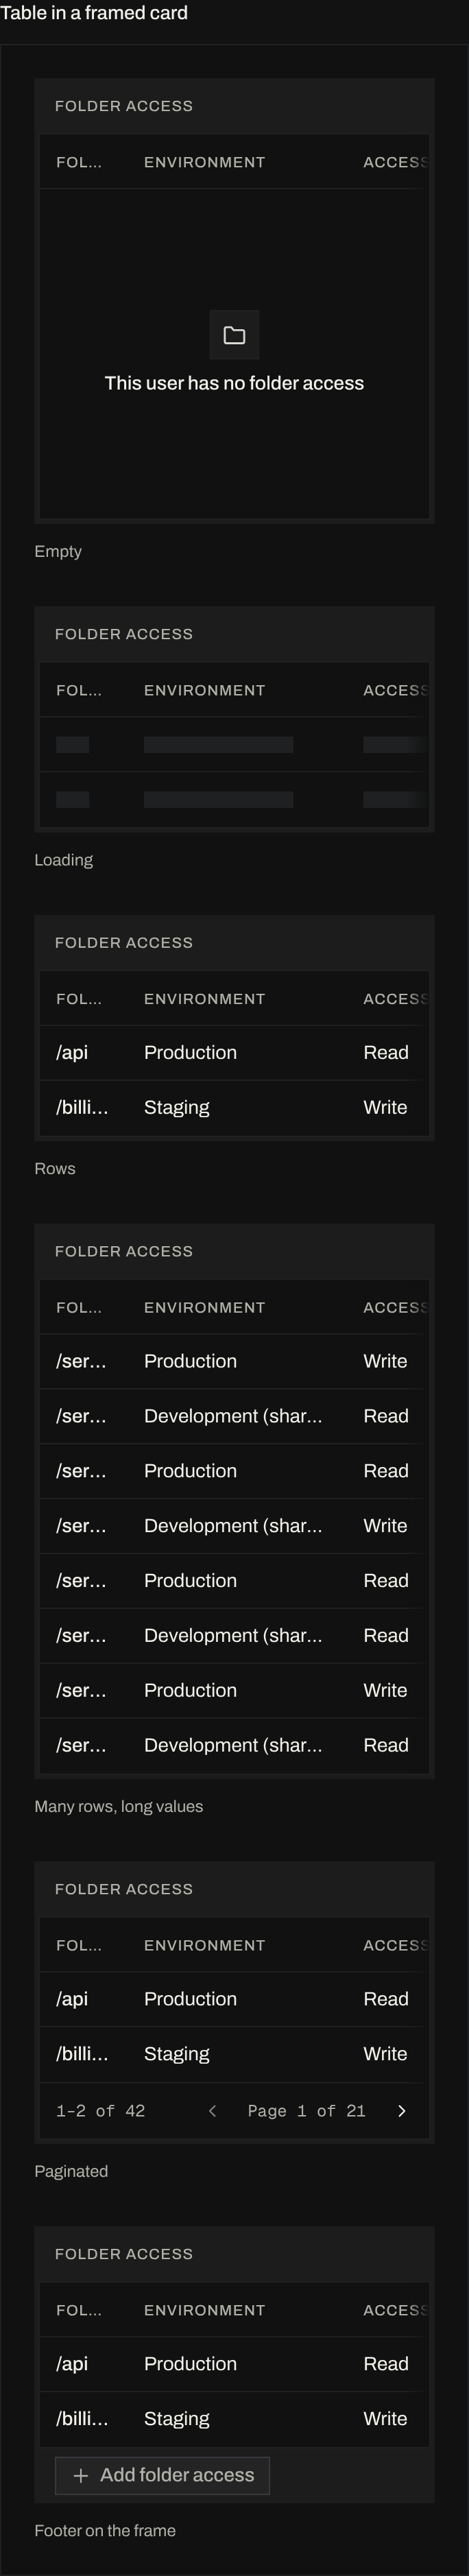 Table in a framed card
FOLDER ACCESS
FOL... ENVIRONMENT ACCESS
This user has no folder access
Empty
FOLDER ACCESS
FOL... ENVIRONMENT ACCESS
Loading
FOLDER ACCESS
FOL... ENVIRONMENT ACCESS
/api Production Read
/billi... Staging Write
Rows
FOLDER ACCESS
FOL... ENVIRONMENT ACCESS
/ser... Production Write
/ser... Development (shar... Read
/ser... Production Read
/ser... Development (shar... Write
/ser... Production Read
/ser... Development (shar... Read
/ser... Production Write
/ser... Development (shar... Read
Many rows, long values
FOLDER ACCESS
FOL... ENVIRONMENT ACCESS
/api Production Read
/billi... Staging Write
1–2 of 42 Page 1 of 21
Paginated
FOLDER ACCESS
FOL... ENVIRONMENT ACCESS
/api Production Read
/billi... Staging Write
Add folder access
Footer on the frame